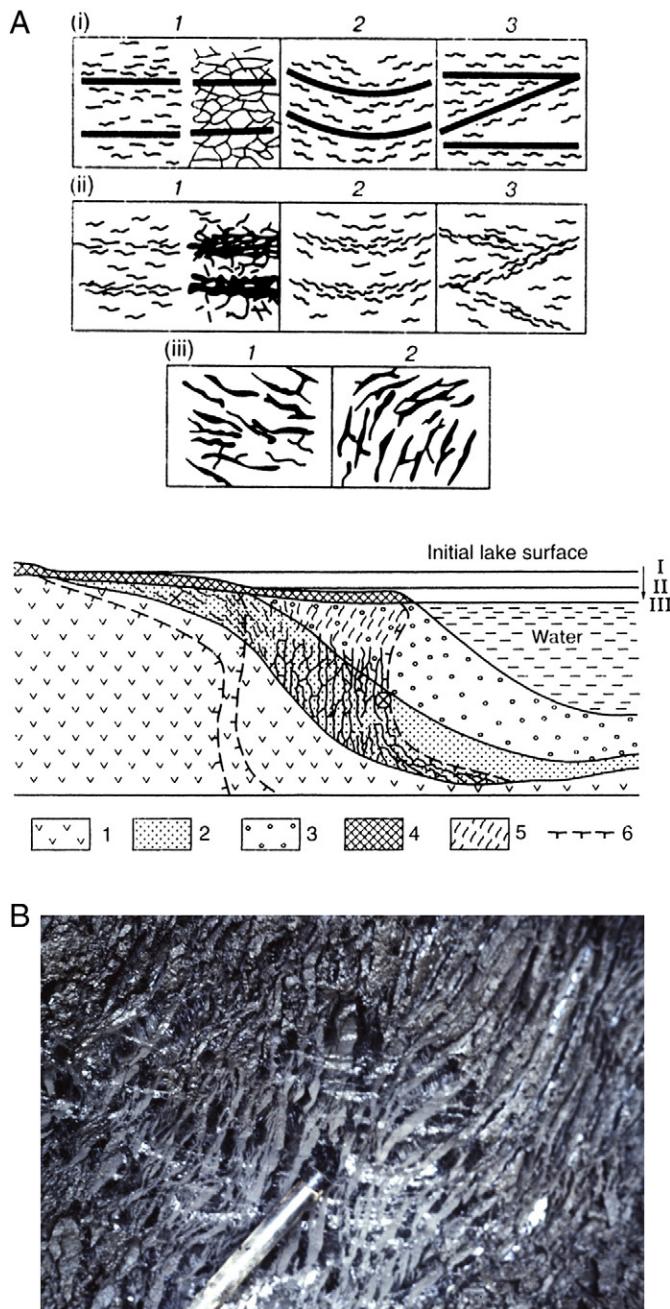 A
(i) 1 2 3
(ii) 1 2 3
(iii) 1 2
Initial lake surface
I
II
III
Water
1 2 3 4 5 6
B